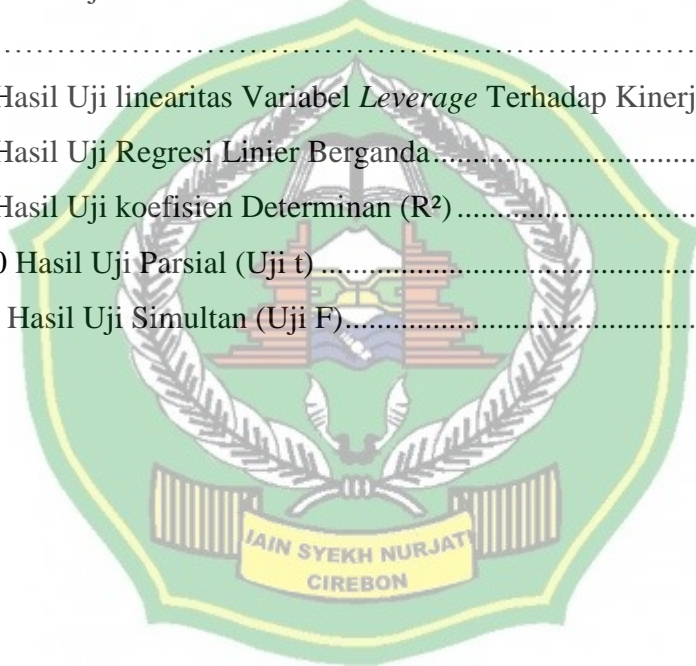 .................................................................
Hasil Uji linearitas Variabel Leverage Terhadap Kinerj
Hasil Uji Regresi Linier Berganda..................................
Hasil Uji koefisien Determinan (R²)...............................
0 Hasil Uji Parsial (Uji t)................................................
Hasil Uji Simultan (Uji F)............................................
IAIN SYEKH NURJATI
CIREBON